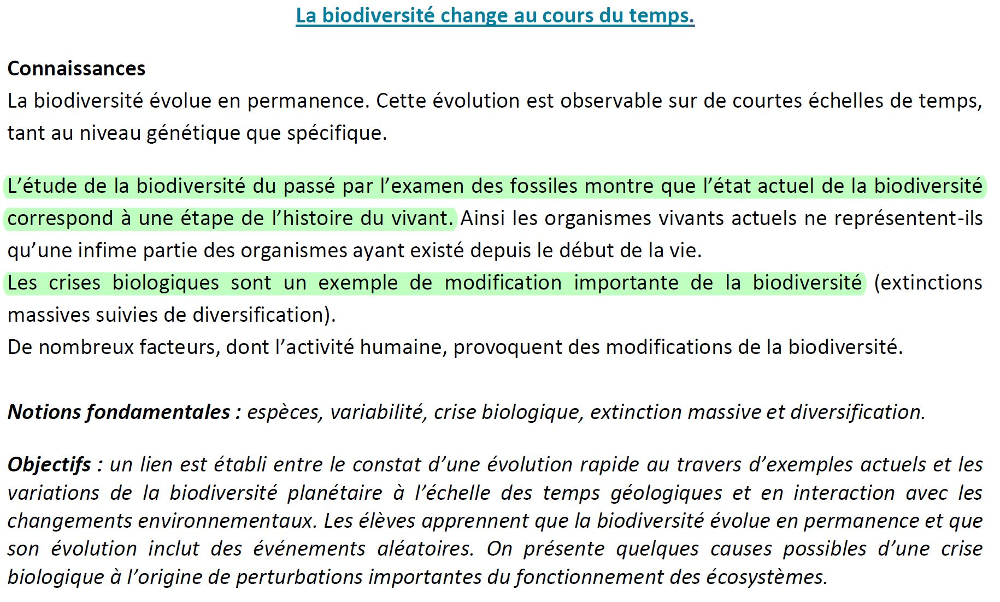 La biodiversité change au cours du temps.
Connaissances
La biodiversité évolue en permanence. Cette évolution est observable sur de courtes échelles de temps,
tant au niveau génétique que spécifique.
L’étude de la biodiversité du passé par l’examen des fossiles montre que l’état actuel de la biodiversité
correspond à une étape de l’histoire du vivant. Ainsi les organismes vivants actuels ne représentent-ils
qu’une infime partie des organismes ayant existé depuis le début de la vie.
Les crises biologiques sont un exemple de modification importante de la biodiversité (extinctions
massives suivies de diversification).
De nombreux facteurs, dont l’activité humaine, provoquent des modifications de la biodiversité.
Notions fondamentales : espèces, variabilité, crise biologique, extinction massive et diversification.
Objectifs : un lien est établi entre le constat d’une évolution rapide au travers d’exemples actuels et les
variations de la biodiversité planétaire à l’échelle des temps géologiques et en interaction avec les
changements environnementaux. Les élèves apprennent que la biodiversité évolue en permanence et que
son évolution inclut des événements aléatoires. On présente quelques causes possibles d’une crise
biologique à l’origine de perturbations importantes du fonctionnement des écosystèmes.